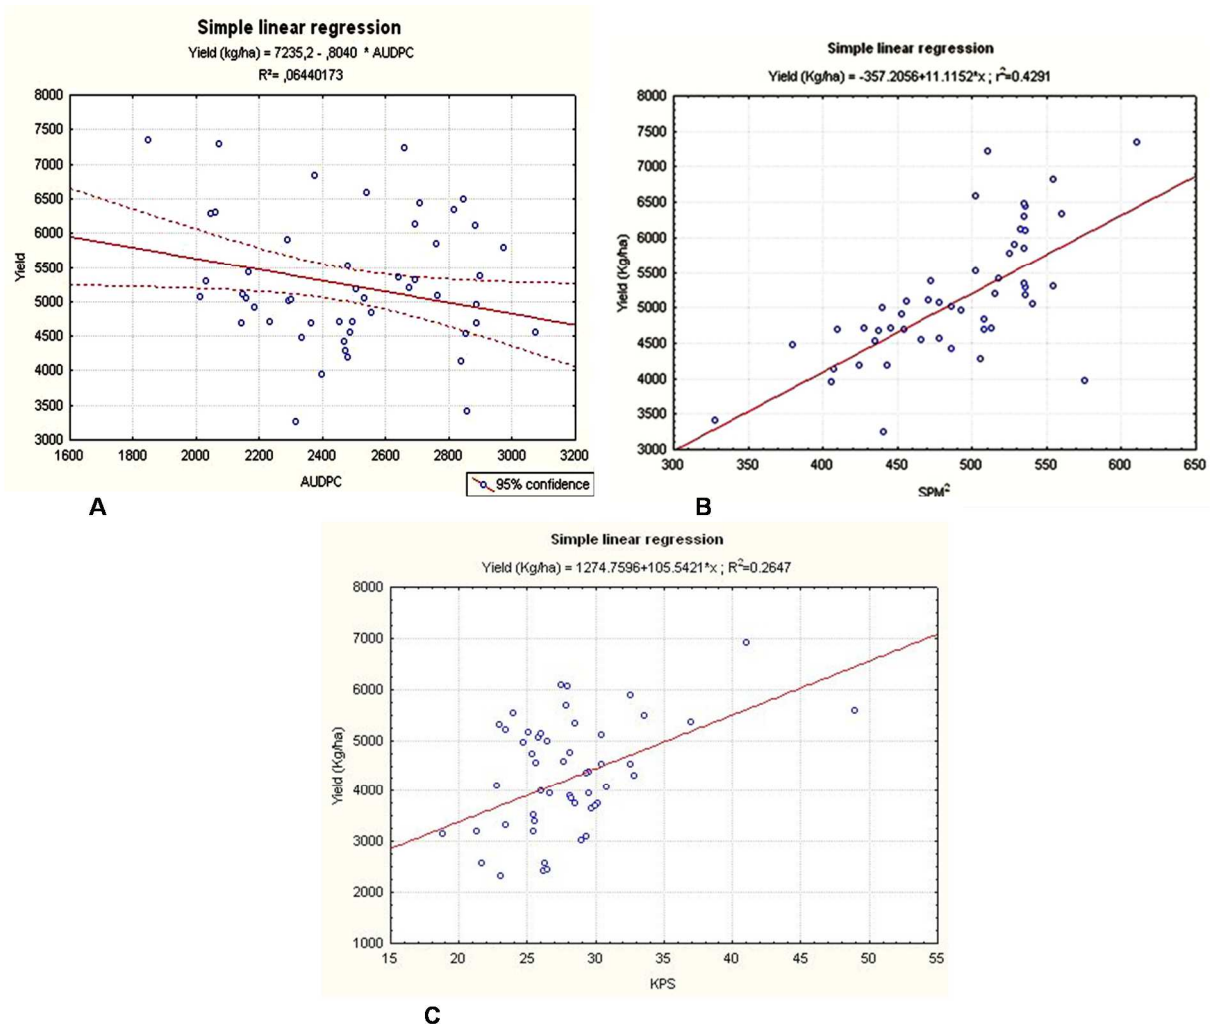 Simple linear regression
Yield (kg/ha) = 7235,2 - ,8040 * AUDPC
R²= ,06440173
8000
7500
7000
6500
6000
5500
5000
4500
4000
3500
3000
Yield
1600 1800 2000 2200 2400 2600 2800 3000 3200
AUDPC
95% confidence
A
Simple linear regression
Yield (Kg/ha) = -357.2056+11.1152*x ; r²=0.4291
8000
7500
7000
6500
6000
5500
5000
4500
4000
3500
3000
Yield (Kg/ha)
300 350 400 450 500 550 600 650
SPM²
B
Simple linear regression
Yield (Kg/ha) = 1274.7596+105.5421*x ; R²=0.2647
8000
7000
6000
5000
4000
3000
2000
1000
Yield (Kg/ha)
15 20 25 30 35 40 45 50 55
KPS
C